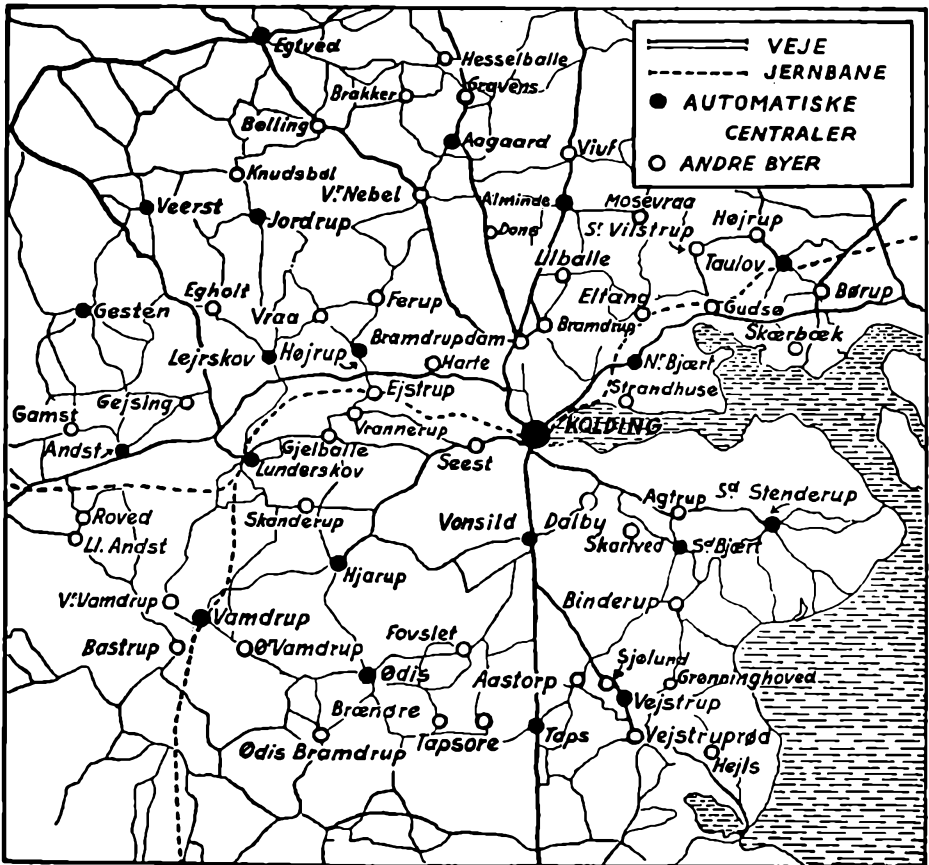 VEJE
JERNBANE
AUTOMATISKE
CENTRALER
ANDRE BYER
Egtved
Hesselballe
Brakker
Gravens
Bølling
Aagaard
Viuf
Knudsbøl
Vr. Nebel
Alminde
Mosevraa
Højrup
Veerst
Jordrup
Dons
St. Vilstrup
Taulov
Lilballe
Egholt
Ferup
Eltang
Børup
Gesten
Vraa
Bramdrupdam
Bramdrup
Gudsø
Skærbæk
Lejrskov
Højrup
Harte
Nr. Bjært
Ejstrup
Strandhuse
Gamst
Gejsing
Vrannerup
KOLDING
Andst
Gjelballe
Seest
Lunderskov
Roved
Skanderup
Vonsild
Dalby
Agtrup
Sd Stenderup
Ll. Andst
Skartved
Sd. Bjært
Hjarup
Vr. Vamdrup
Binderup
Vamdrup
Bastrup
Ør Vamdrup
Fovslet
Sjølund
Ødis
Aastorp
Grønninghoved
Vejstrup
Brænøre
Ødis Bramdrup
Tapsøre
Taps
Vejstruprød
Hejls